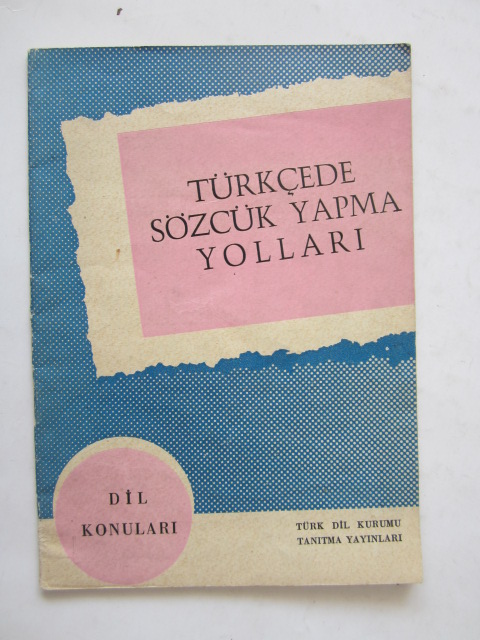 TÜRKÇEDE
SÖZCÜK YAPMA
YOLLARI
DİL
KONULARI
TÜRK DİL KURUMU
TANITMA YAYINLARI